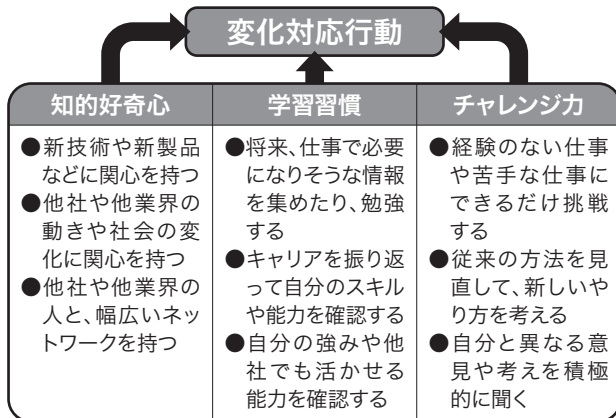 変化対応行動
知的好奇心
●新技術や新製品
などに関心を持つ
●他社や他業界の
動きや社会の変
化に関心を持つ
●他社や他業界の
人と、幅広いネッ
トワークを持つ
学習習慣
●将来、仕事で必要
になりそうな情報
を集めたり、勉強
する
●キャリアを振り返
って自分のスキル
や能力を確認する
●自分の強みや他
社でも活かせる
能力を確認する
チャレンジ力
●経験のない仕事
や苦手な仕事に
できるだけ挑戦
する
●従来の方法を見
直して、新しいや
り方を考える
●自分と異なる意
見や考えを積極
的に聞く